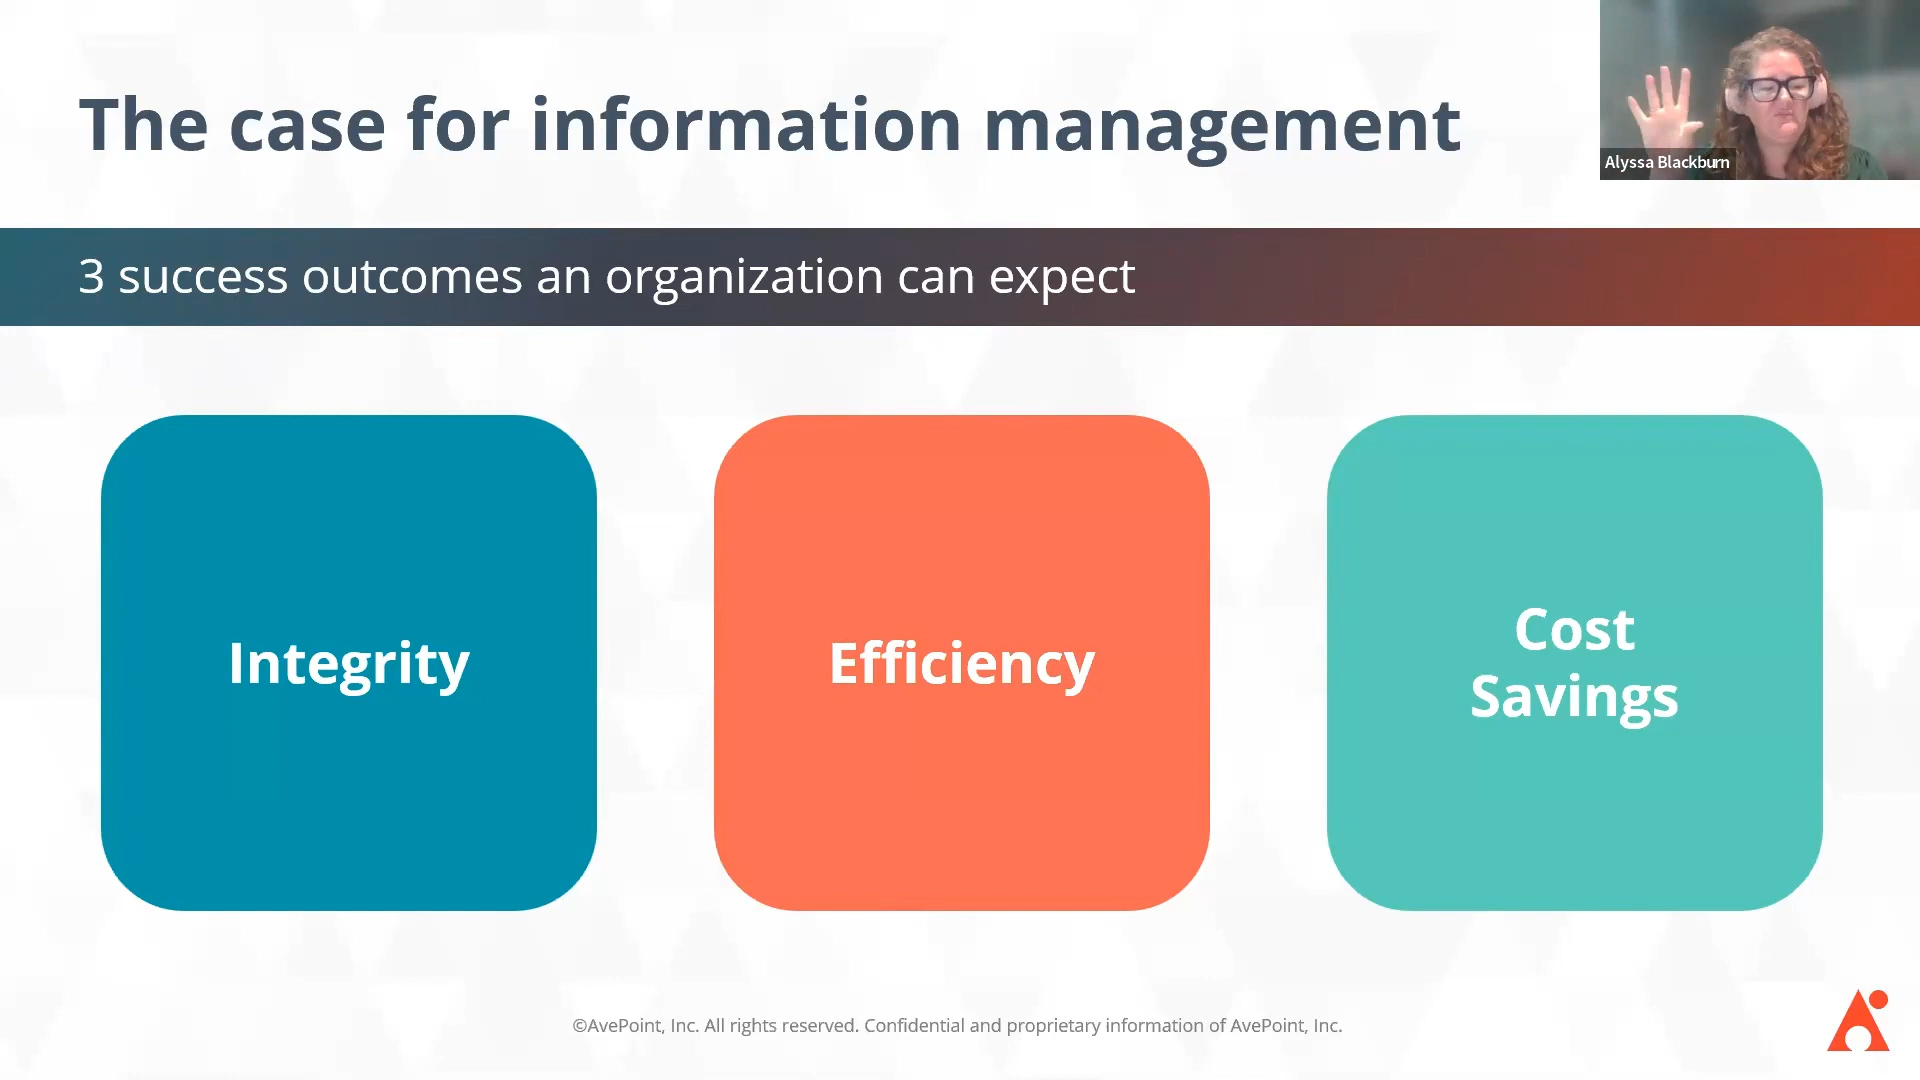 The case for information management
Alyssa Blackburn
3 success outcomes an organization can expect
Integrity
Efficiency
Cost
Savings
©AvePoint, Inc. All rights reserved. Confidential and proprietary information of AvePoint, Inc.